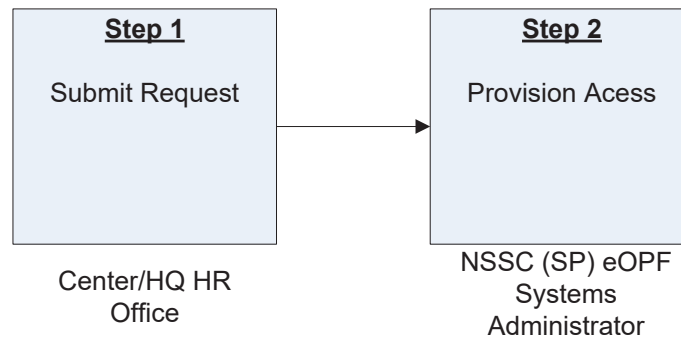 Step 1
Submit Request
Center/HQ HR
Office
Step 2
Provision Acess
NSSC (SP) eOPF
Systems
Administrator